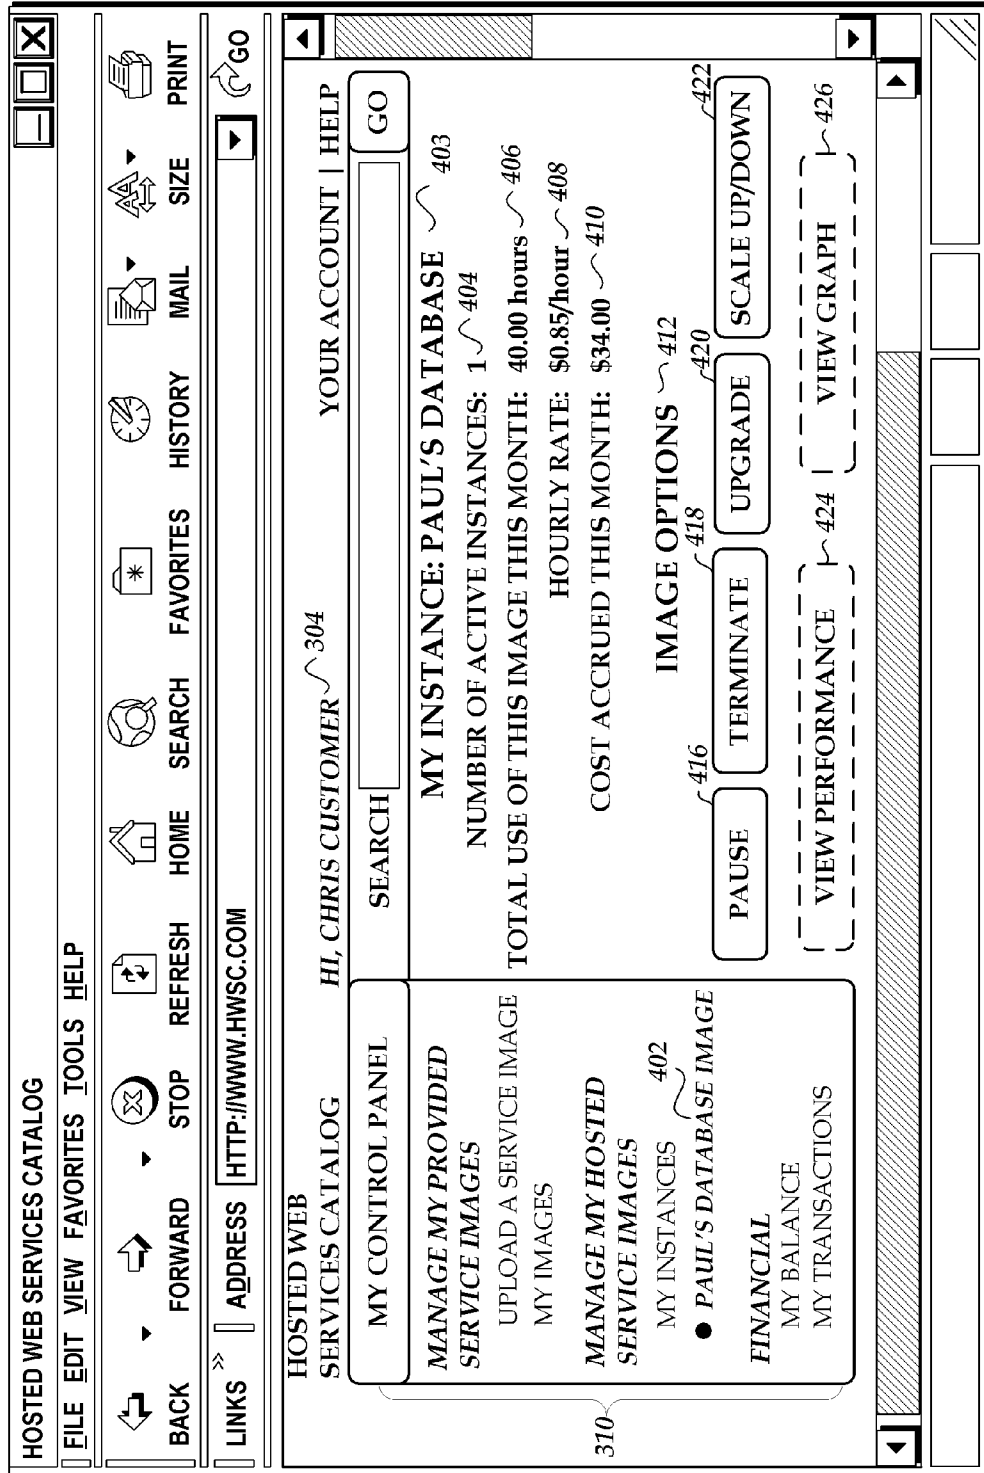 HOSTED WEB SERVICES CATALOG
FILE EDIT VIEW FAVORITES TOOLS HELP
BACK FORWARD STOP REFRESH HOME SEARCH FAVORITES HISTORY MAIL SIZE PRINT
LINKS >> ADDRESS HTTP://WWW.HWSC.COM GO
HOSTED WEB
SERVICES CATALOG
HI, CHRIS CUSTOMER 304
YOUR ACCOUNT | HELP
MY CONTROL PANEL
SEARCH GO
310
MANAGE MY PROVIDED
SERVICE IMAGES
UPLOAD A SERVICE IMAGE
MY IMAGES
MANAGE MY HOSTED
SERVICE IMAGES
MY INSTANCES 402
● PAUL'S DATABASE IMAGE
FINANCIAL
MY BALANCE
MY TRANSACTIONS
MY INSTANCE: PAUL'S DATABASE 403
NUMBER OF ACTIVE INSTANCES: 1 404
TOTAL USE OF THIS IMAGE THIS MONTH: 40.00 hours 406
HOURLY RATE: $0.85/hour 408
COST ACCRUED THIS MONTH: $34.00 410
IMAGE OPTIONS 412
416 418 420 422
PAUSE TERMINATE UPGRADE SCALE UP/DOWN
VIEW PERFORMANCE 424 VIEW GRAPH 426